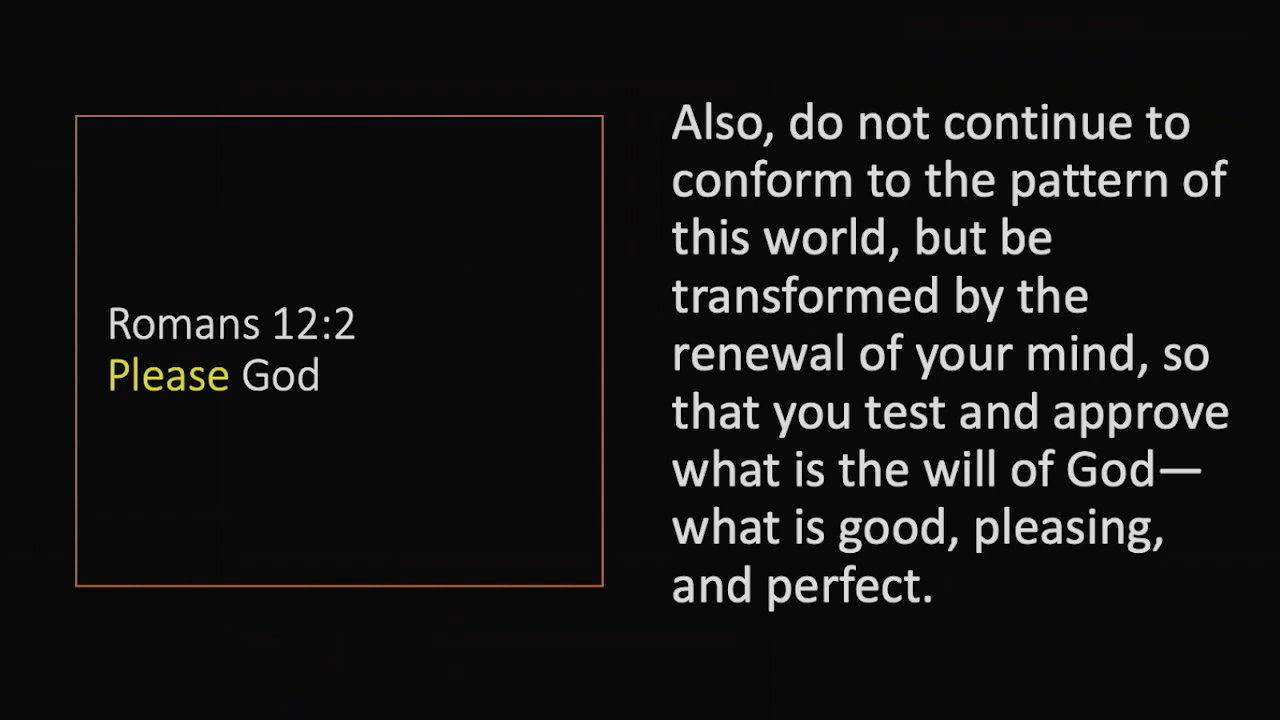 Romans 12:2
Please God
Also, do not continue to
conform to the pattern of
this world, but be
transformed by the
renewal of your mind, so
that you test and approve
what is the will of God—
what is good, pleasing,
and perfect.